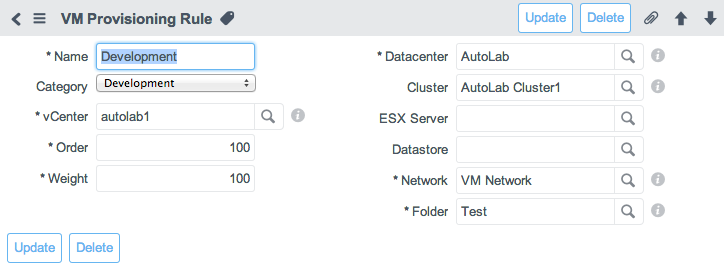 VM Provisioning Rule
Update Delete
* Name Development
Category Development
* vCenter autolab1
* Order 100
* Weight 100
* Datacenter AutoLab
Cluster AutoLab Cluster1
ESX Server
Datastore
* Network VM Network
* Folder Test
Update Delete